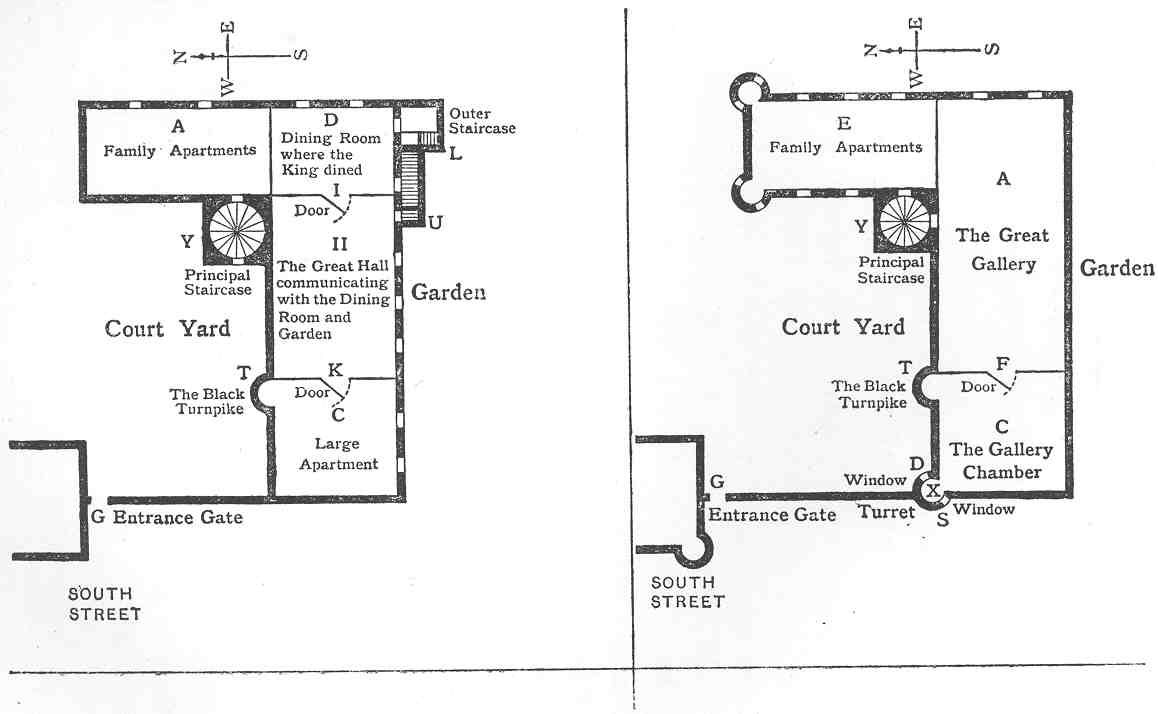 E
N
S
W
A
Family Apartments
D
Dining Room
where the
King dined
Outer
Staircase
L
I
Door
U
Y
Principal
Staircase
II
The Great Hall
communicating
with the Dining
Room and
Garden
Garden
Court Yard
T
The Black
Turnpike
K
Door
C
Large
Apartment
G Entrance Gate
SOUTH
STREET
E
N
S
W
E
Family Apartments
A
The Great
Gallery
Y
Principal
Staircase
Garden
Court Yard
T
The Black
Turnpike
F
Door
C
The Gallery
Chamber
D
Window
X
G
Entrance Gate
Turret
S
Window
SOUTH
STREET